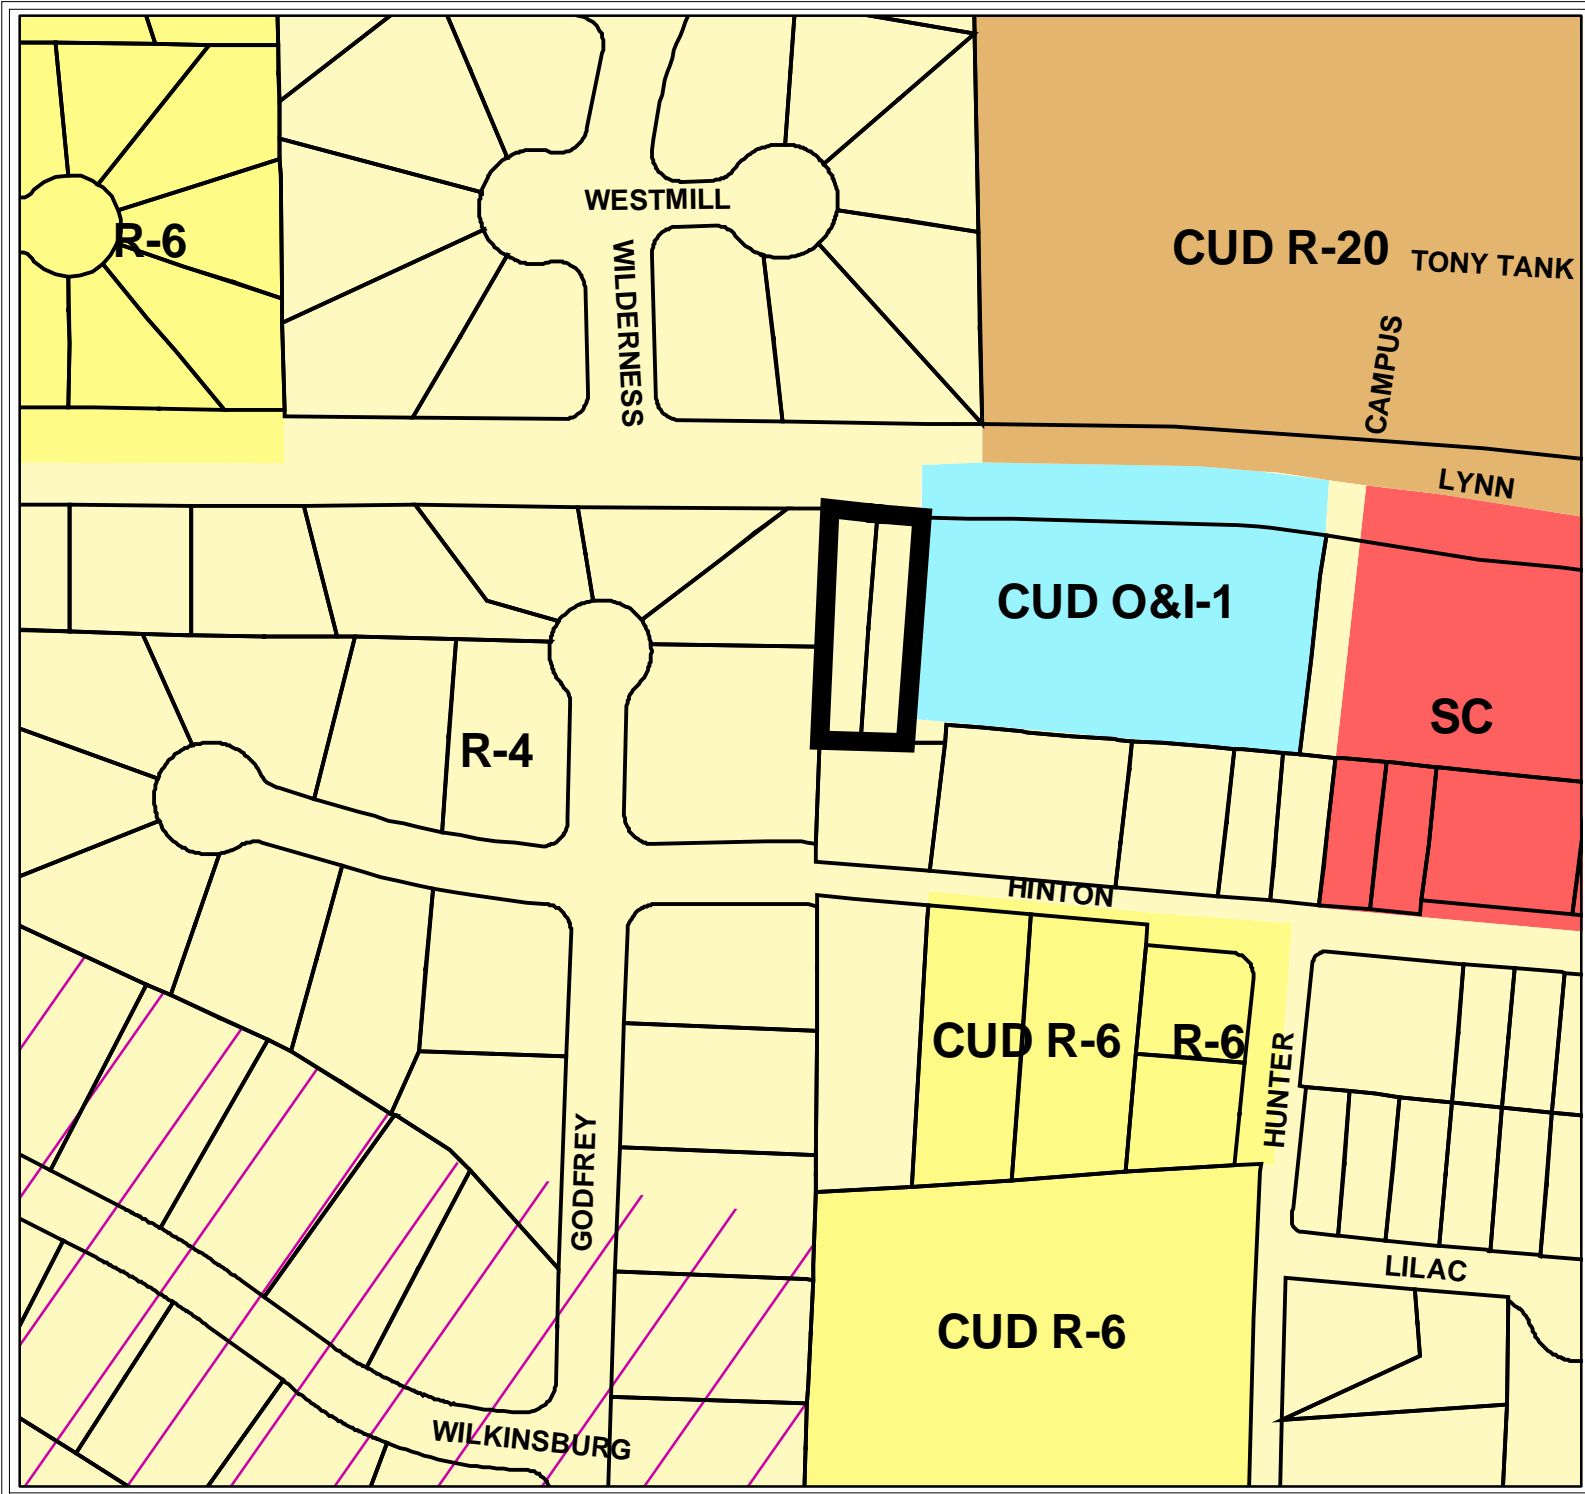 WESTMILL
R-6
CUD R-20
TONY TANK
WILDERNESS
CAMPUS
LYNN
CUD O&I-1
SC
R-4
HINTON
CUD R-6
R-6
HUNTER
GODFREY
LILAC
CUD R-6
WILKINSBURG